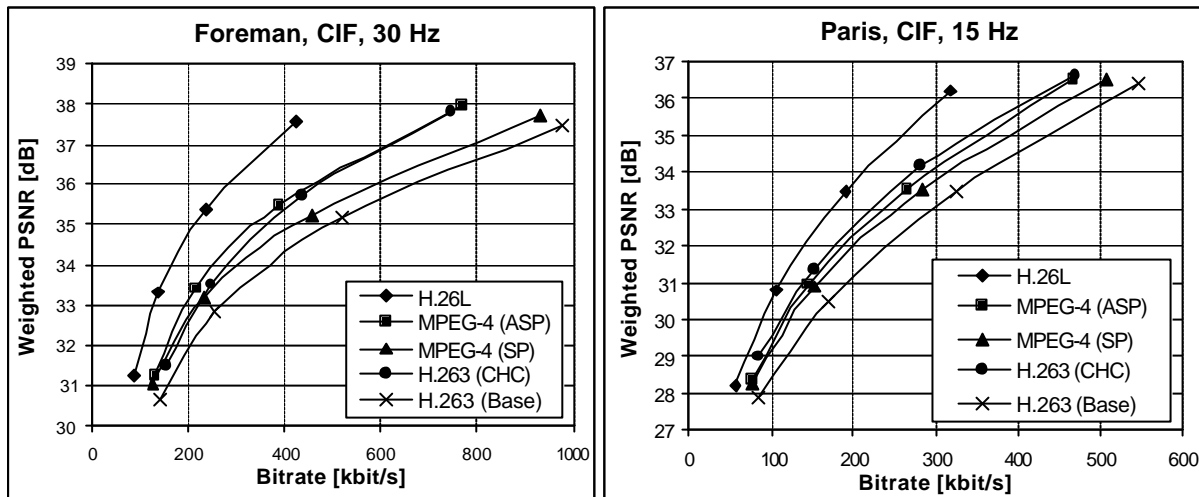 Foreman, CIF, 30 Hz
39
38
37
36
35
34
33
32
31
30
Weighted PSNR [dB]
H.26L
MPEG-4 (ASP)
MPEG-4 (SP)
H.263 (CHC)
H.263 (Base)
0 200 400 600 800 1000
Bitrate [kbit/s]
Paris, CIF, 15 Hz
37
36
35
34
33
32
31
30
29
28
27
Weighted PSNR [dB]
H.26L
MPEG-4 (ASP)
MPEG-4 (SP)
H.263 (CHC)
H.263 (Base)
0 100 200 300 400 500 600
Bitrate [kbit/s]